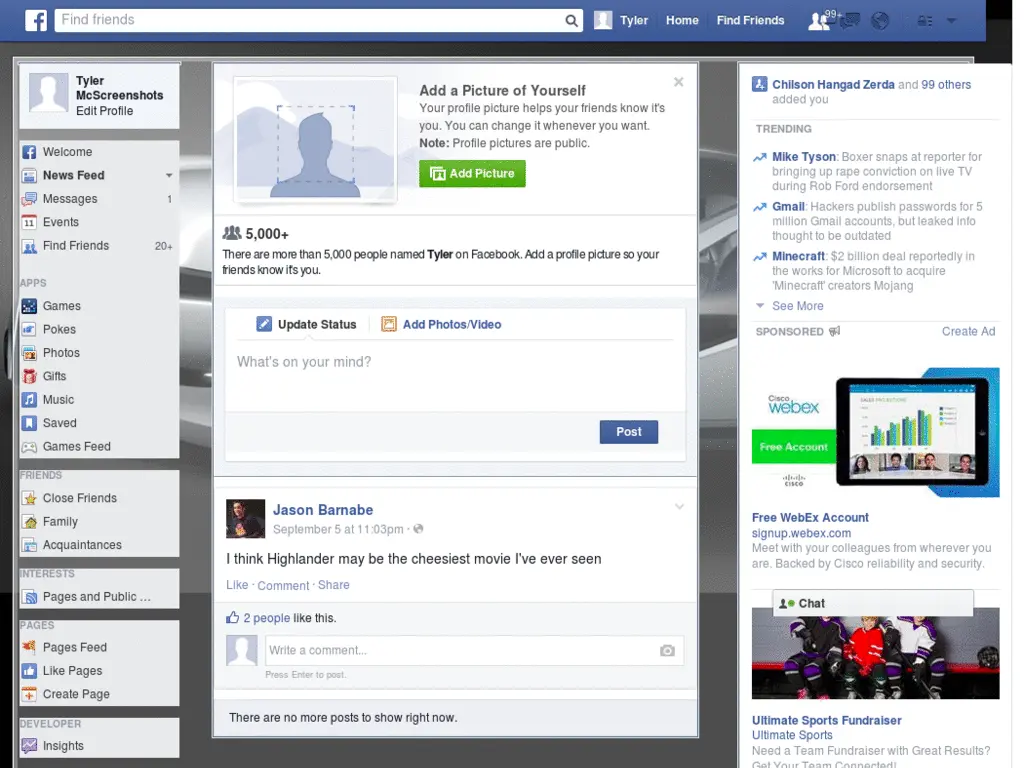 Find friends
Tyler
Home
Find Friends
99+
Tyler
McScreenshots
Edit Profile
Welcome
News Feed
Messages 1
Events
Find Friends 20+
APPS
Games
Pokes
Photos
Gifts
Music
Saved
Games Feed
FRIENDS
Close Friends
Family
Acquaintances
INTERESTS
Pages and Public ...
PAGES
Pages Feed
Like Pages
Create Page
DEVELOPER
Insights
Add a Picture of Yourself
Your profile picture helps your friends know it's
you. You can change it whenever you want.
Note: Profile pictures are public.
Add Picture
5,000+
There are more than 5,000 people named Tyler on Facebook. Add a profile picture so your
friends know it's you.
Update Status
Add Photos/Video
What's on your mind?
Post
Jason Barnabe
September 5 at 11:03pm ·
I think Highlander may be the cheesiest movie I've ever seen
Like · Comment · Share
2 people like this.
Write a comment...
Press Enter to post.
There are no more posts to show right now.
Chilson Hangad Zerda and 99 others
added you
TRENDING
Mike Tyson: Boxer snaps at reporter for
bringing up rape conviction on live TV
during Rob Ford endorsement
Gmail: Hackers publish passwords for 5
million Gmail accounts, but leaked info
thought to be outdated
Minecraft: $2 billion deal reportedly in
the works for Microsoft to acquire
'Minecraft' creators Mojang
See More
SPONSORED
Create Ad
Cisco
webex
Free Account
CISCO
SALES PROJECTIONS
Free WebEx Account
signup.webex.com
Meet with your colleagues from wherever you
are. Backed by Cisco reliability and security.
Chat
Ultimate Sports Fundraiser
Ultimate Sports
Need a Team Fundraiser with Great Results?
Get Your Team Connected!